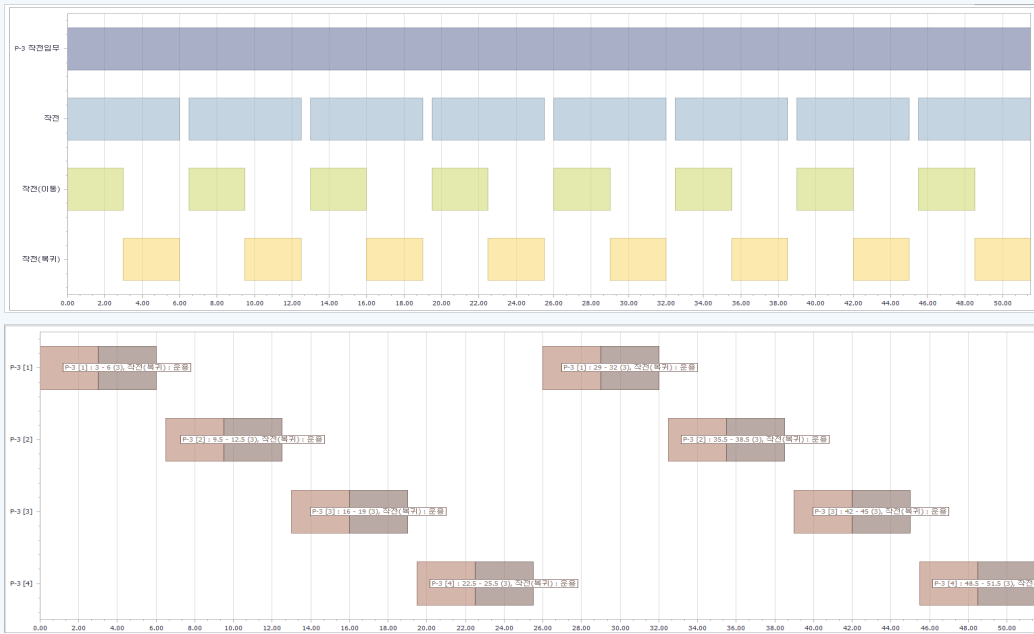 P-3 작전임무
작전
작전(이동)
작전(복귀)
0.00 2.00 4.00 6.00 8.00 10.00 12.00 14.00 16.00 18.00 20.00 22.00 24.00 26.00 28.00 30.00 32.00 34.00 36.00 38.00 40.00 42.00 44.00 46.00 48.00 50.00
P-3 [1]
P-3 [1] : 3 - 6 (3), 작전(복귀) : 운용
P-3 [1] : 29 - 32 (3), 작전(복귀) : 운용
P-3 [2]
P-3 [2] : 9.5 - 12.5 (3), 작전(복귀) : 운용
P-3 [2] : 35.5 - 38.5 (3), 작전(복귀) : 운용
P-3 [3]
P-3 [3] : 16 - 19 (3), 작전(복귀) : 운용
P-3 [3] : 42 - 45 (3), 작전(복귀) : 운용
P-3 [4]
P-3 [4] : 22.5 - 25.5 (3), 작전(복귀) : 운용
P-3 [4] : 48.5 - 51.5 (3), 작전
0.00 2.00 4.00 6.00 8.00 10.00 12.00 14.00 16.00 18.00 20.00 22.00 24.00 26.00 28.00 30.00 32.00 34.00 36.00 38.00 40.00 42.00 44.00 46.00 48.00 50.00